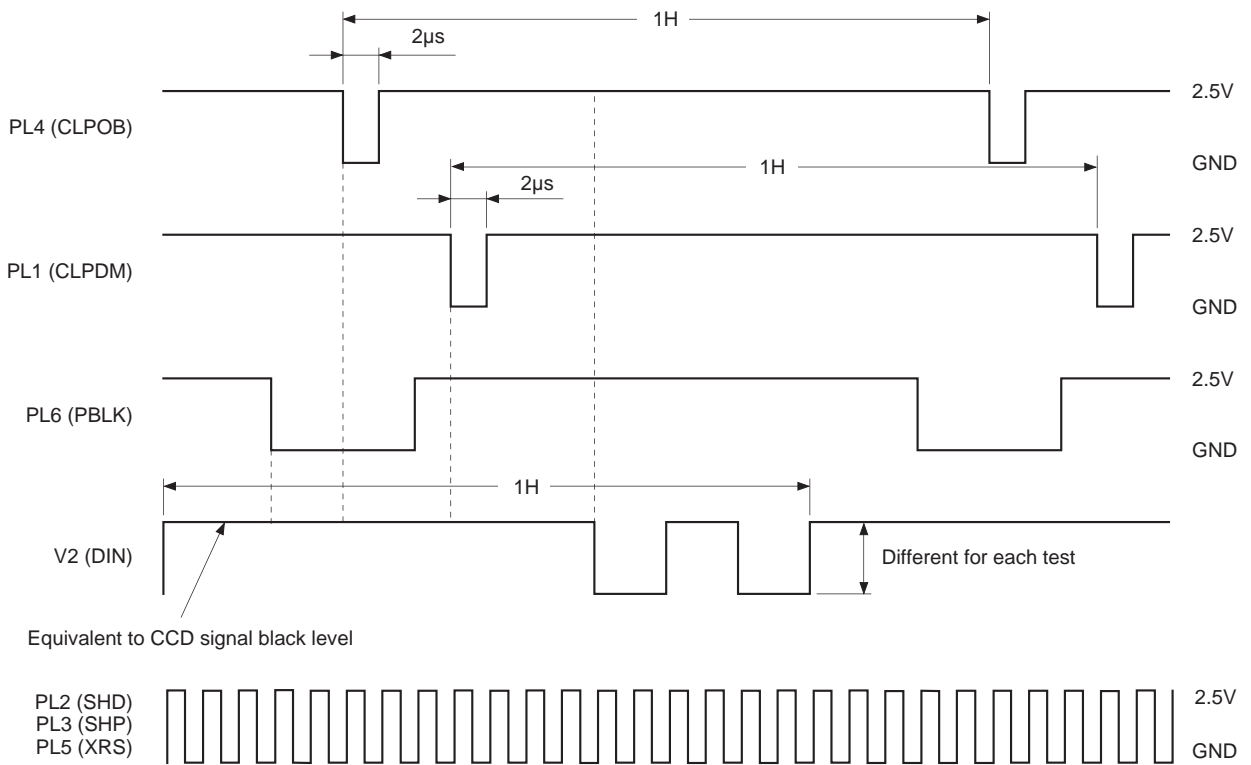 1H
2µs
2.5V
PL4 (CLPOB)
GND
1H
2µs
2.5V
PL1 (CLPDM)
GND
2.5V
PL6 (PBLK)
GND
1H
V2 (DIN)
Different for each test
Equivalent to CCD signal black level
PL2 (SHD)
PL3 (SHP)
PL5 (XRS)
2.5V
GND